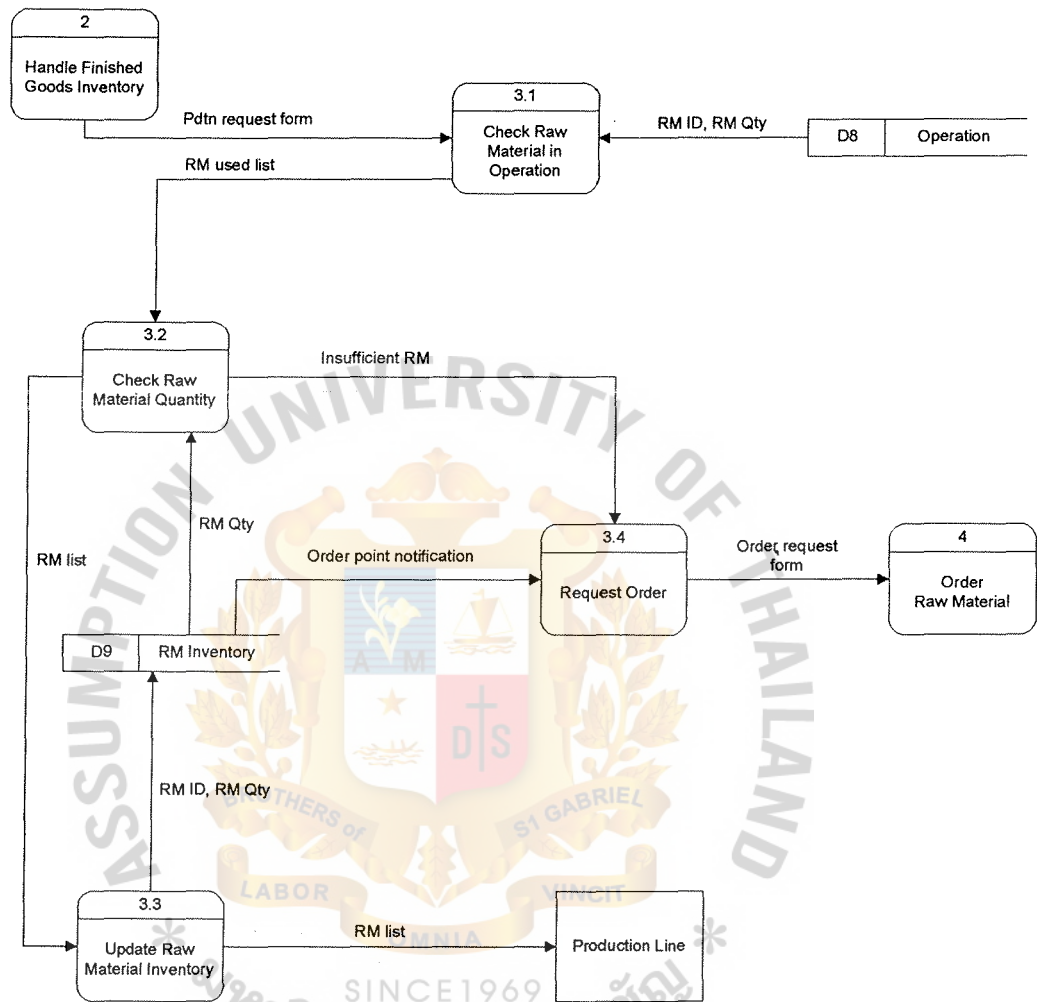 2
Handle Finished
Goods Inventory
3.1
Check Raw
Material in
Operation
Pdtn request form
RM ID, RM Qty
D8
Operation
RM used list
3.2
Check Raw
Material Quantity
Insufficient RM
RM Qty
RM list
Order point notification
3.4
Request Order
Order request
form
4
Order
Raw Material
D9
RM Inventory
RM ID, RM Qty
3.3
Update Raw
Material Inventory
RM list
Production Line
ASSUMPTION UNIVERSITY OF THAILAND
A M
D S
BROTHERS of
S1 GABRIEL
LABOR
OMNIA
VINCIT
SINCE1969